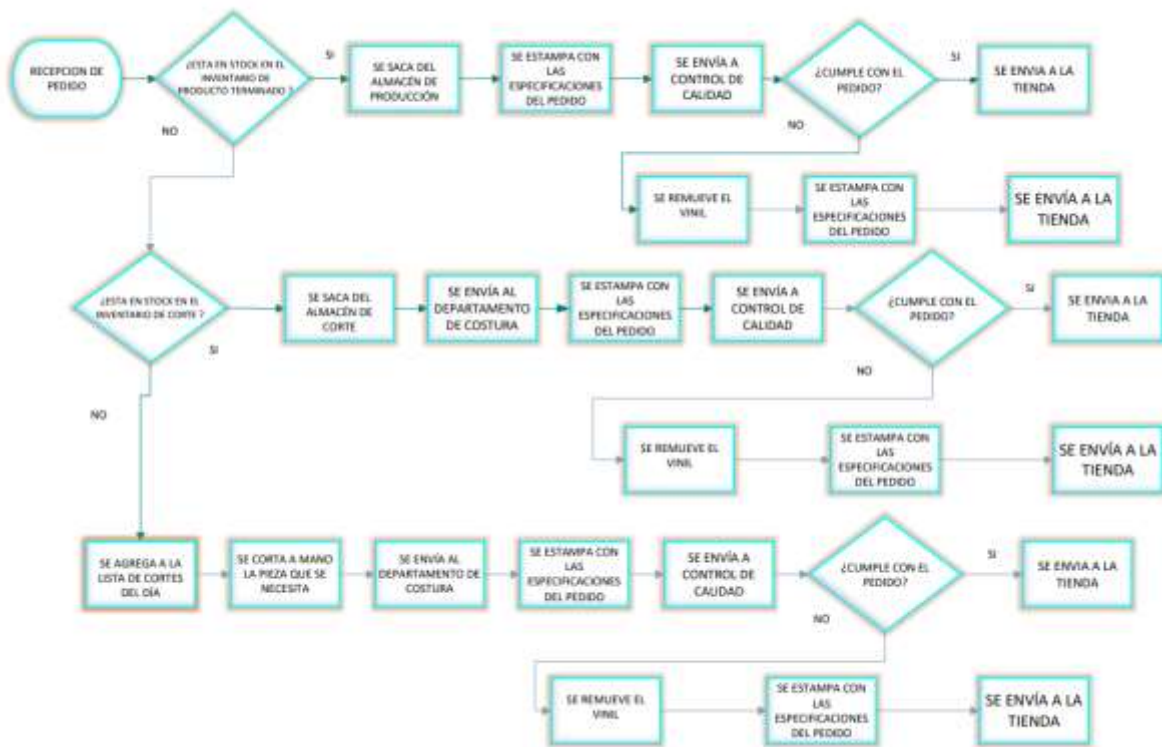 RECEPCION DE
PEDIDO
¿ESTA EN STOCK EN EL
INVENTARIO DE
PRODUCTO TERMINADO ?
SI
SE SACA DEL
ALMACÉN DE
PRODUCCIÓN
SE ESTAMPA CON
LAS
ESPECIFICACIONES
DEL PEDIDO
SE ENVÍA A
CONTROL DE
CALIDAD
¿CUMPLE CON EL
PEDIDO?
SI
SE ENVIA A LA
TIENDA
NO
NO
SE REMUEVE EL
VINIL
SE ESTAMPA CON
LAS
ESPECIFICACIONES
DEL PEDIDO
SE ENVÍA A LA
TIENDA
¿ESTA EN STOCK EN EL
INVENTARIO DE CORTE ?
SI
SE SACA DEL
ALMACÉN DE
CORTE
SE ENVÍA AL
DEPARTAMENTO
DE COSTURA
SE ESTAMPA CON
LAS
ESPECIFICACIONES
DEL PEDIDO
SE ENVÍA A
CONTROL DE
CALIDAD
¿CUMPLE CON EL
PEDIDO?
SI
SE ENVIA A LA
TIENDA
NO
NO
SE REMUEVE EL
VINIL
SE ESTAMPA CON
LAS
ESPECIFICACIONES
DEL PEDIDO
SE ENVÍA A LA
TIENDA
SE AGREGA A LA
LISTA DE CORTES
DEL DÍA
SE CORTA A MANO
LA PIEZA QUE SE
NECESITA
SE ENVÍA AL
DEPARTAMENTO DE
COSTURA
SE ESTAMPA CON
LAS
ESPECIFICACIONES
DEL PEDIDO
SE ENVÍA A
CONTROL DE
CALIDAD
¿CUMPLE CON EL
PEDIDO?
SI
SE ENVIA A LA
TIENDA
NO
SE REMUEVE EL
VINIL
SE ESTAMPA CON
LAS
ESPECIFICACIONES
DEL PEDIDO
SE ENVÍA A LA
TIENDA